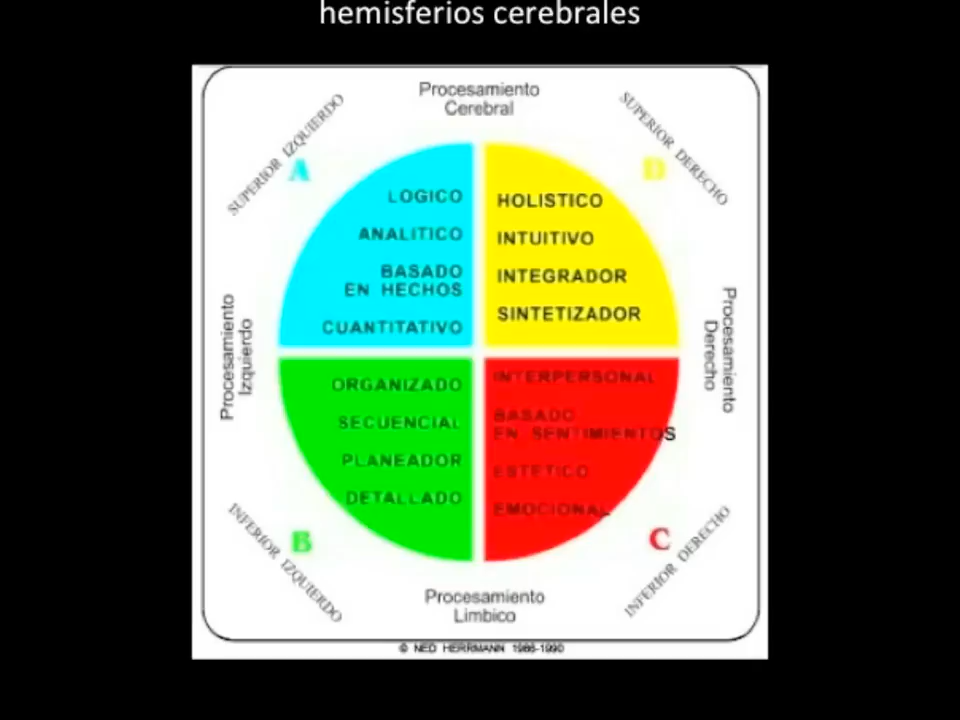 hemisferios cerebrales
Procesamiento
Cerebral
SUPERIOR IZQUIERDO
SUPERIOR DERECHO
A
D
LOGICO
ANALITICO
BASADO
EN HECHOS
CUANTITATIVO
HOLISTICO
INTUITIVO
INTEGRADOR
SINTETIZADOR
Procesamiento
Izquierdo
Procesamiento
Derecho
ORGANIZADO
SECUENCIAL
PLANEADOR
DETALLADO
INTERPERSONAL
BASADO
EN SENTIMIENTOS
ESTETICO
EMOCIONAL
B
C
INFERIOR IZQUIERDO
INFERIOR DERECHO
Procesamiento
Limbico
© NED HERRMANN 1986-1990